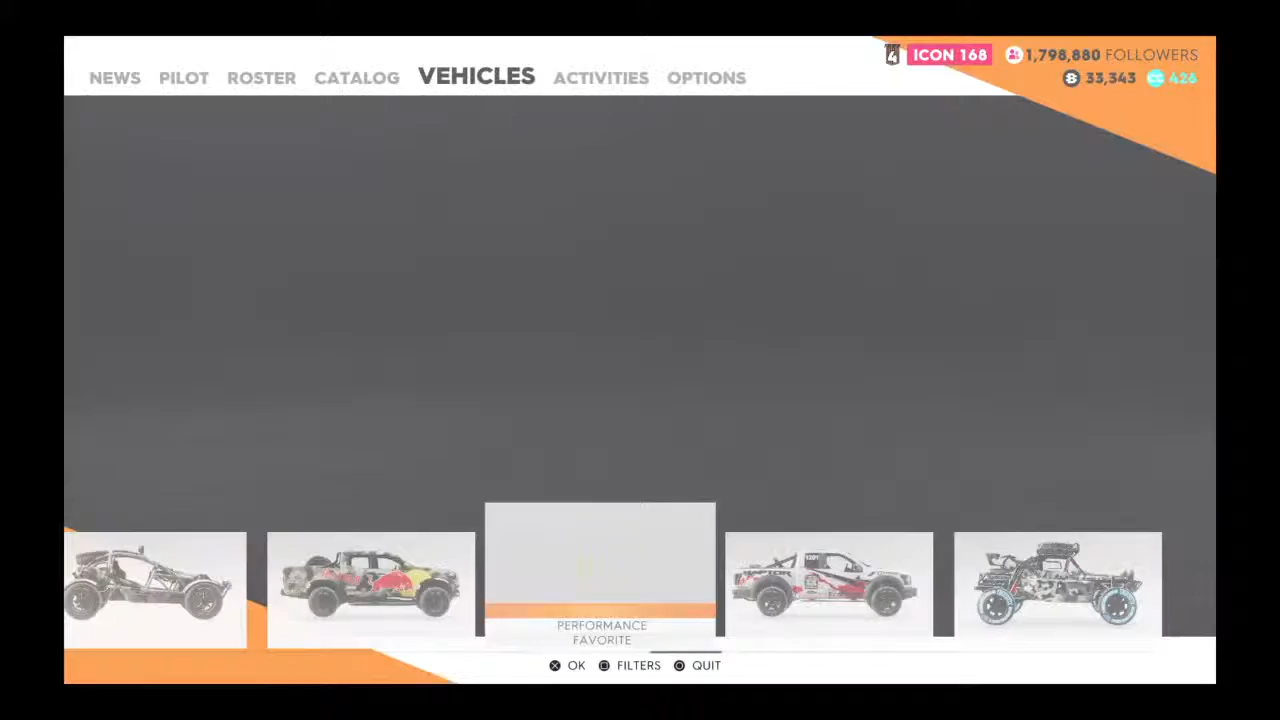 4 ICON 168 1,798,880 FOLLOWERS
NEWS PILOT ROSTER CATALOG VEHICLES ACTIVITIES OPTIONS
33,343 CC 426
PERFORMANCE
FAVORITE
OK FILTERS QUIT